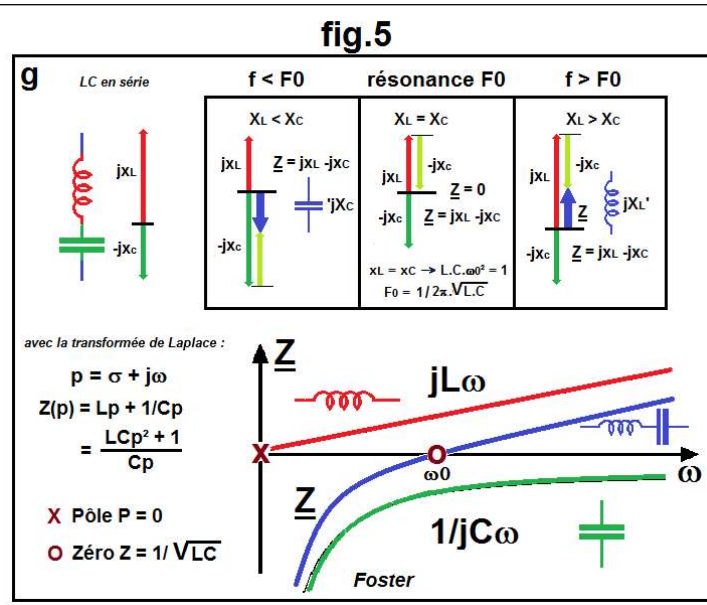 fig.5
g
LC en série
f < F0
résonance F0
f > F0
XL < XC
XL = XC
XL > XC
jXL
-jXc
jXL
Z = jXL -jXC
'jXC
-jXc
jXL
-jXc
Z = 0
-jXc
Z = jXL -jXC
xL = xC → L.C.ω0² = 1
F0 = 1/2π.√L.C
jXL
-jXc
jXL'
Z
-jXc
Z = jXL -jXC
avec la transformée de Laplace :
p = σ + jω
Z(p) = Lp + 1/Cp
= LCp² + 1
Cp
X Pôle P = 0
O Zéro Z = 1/ √LC
Z
jLω
X
O
ω0
ω
Z
1/jCω
Foster